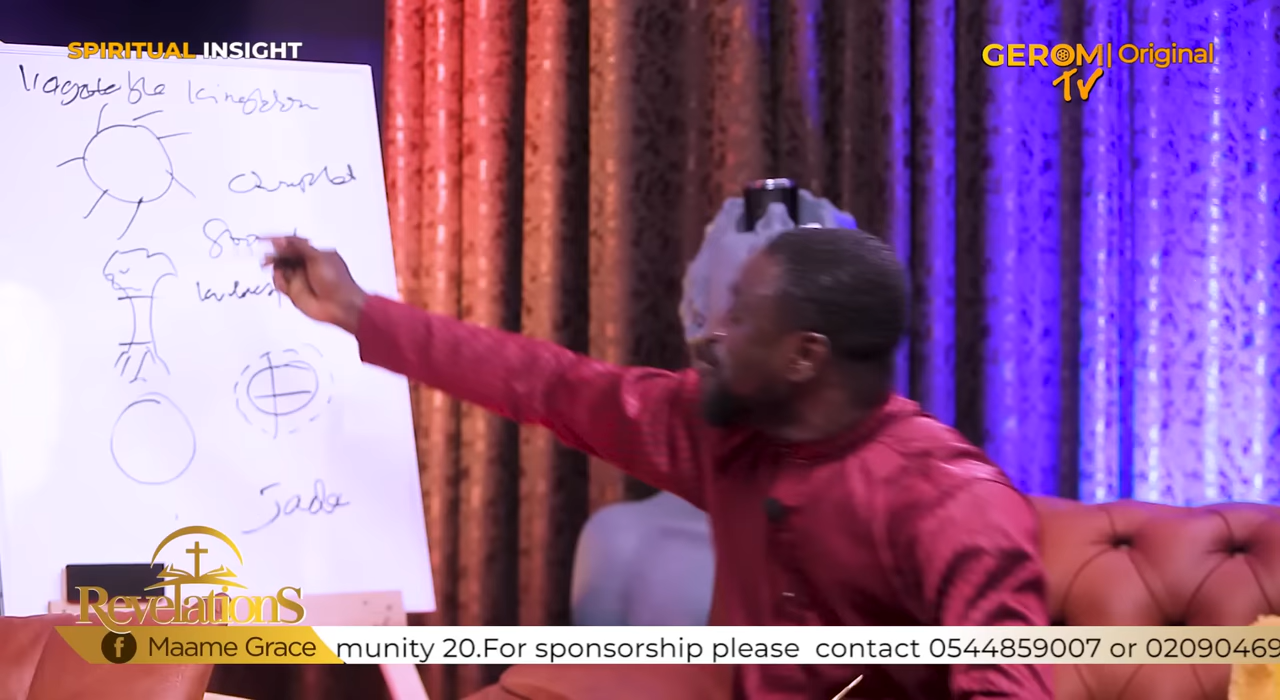 SPIRITUAL INSIGHT
GEROM | Original
TV
Vagatable Kingdom
Jade
Revelations
f Maame Grace
munity 20.For sponsorship please contact 0544859007 or 02090469